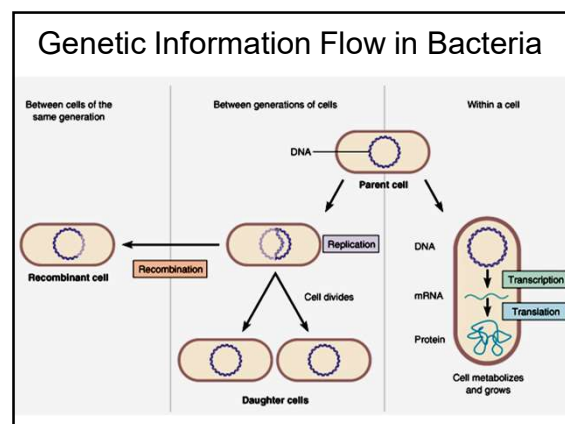 Genetic Information Flow in Bacteria
Between cells of the
same generation
Between generations of cells
Within a cell
DNA
Parent cell
Replication
Recombination
Recombinant cell
Cell divides
Daughter cells
DNA
Transcription
mRNA
Translation
Protein
Cell metabolizes
and grows